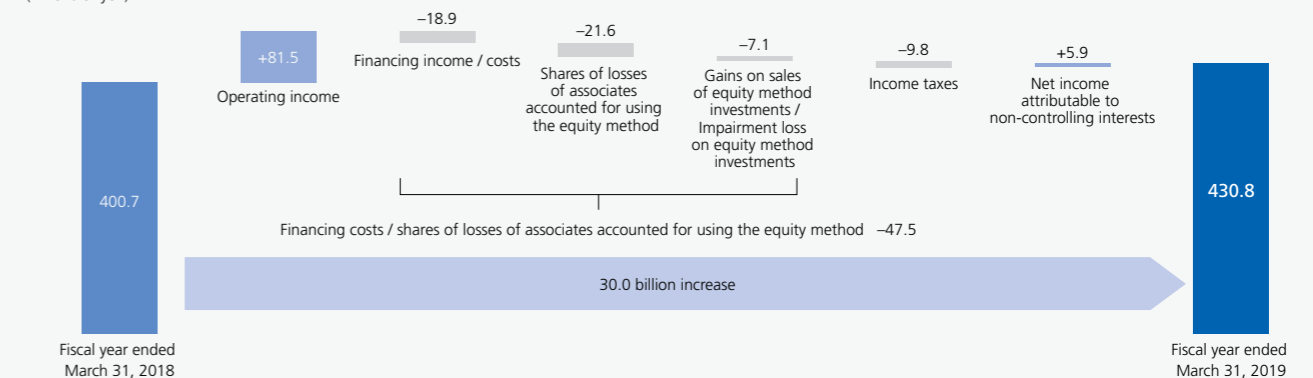 –18.9
–21.6
–7.1
–9.8
+5.9
+81.5
Financing income / costs
Operating income
Shares of losses
of associates
accounted for using
the equity method
Gains on sales
of equity method
investments /
Impairment loss
on equity method
investments
Income taxes
Net income
attributable to
non-controlling interests
400.7
430.8
Financing costs / shares of losses of associates accounted for using the equity method –47.5
30.0 billion increase
Fiscal year ended
March 31, 2018
Fiscal year ended
March 31, 2019